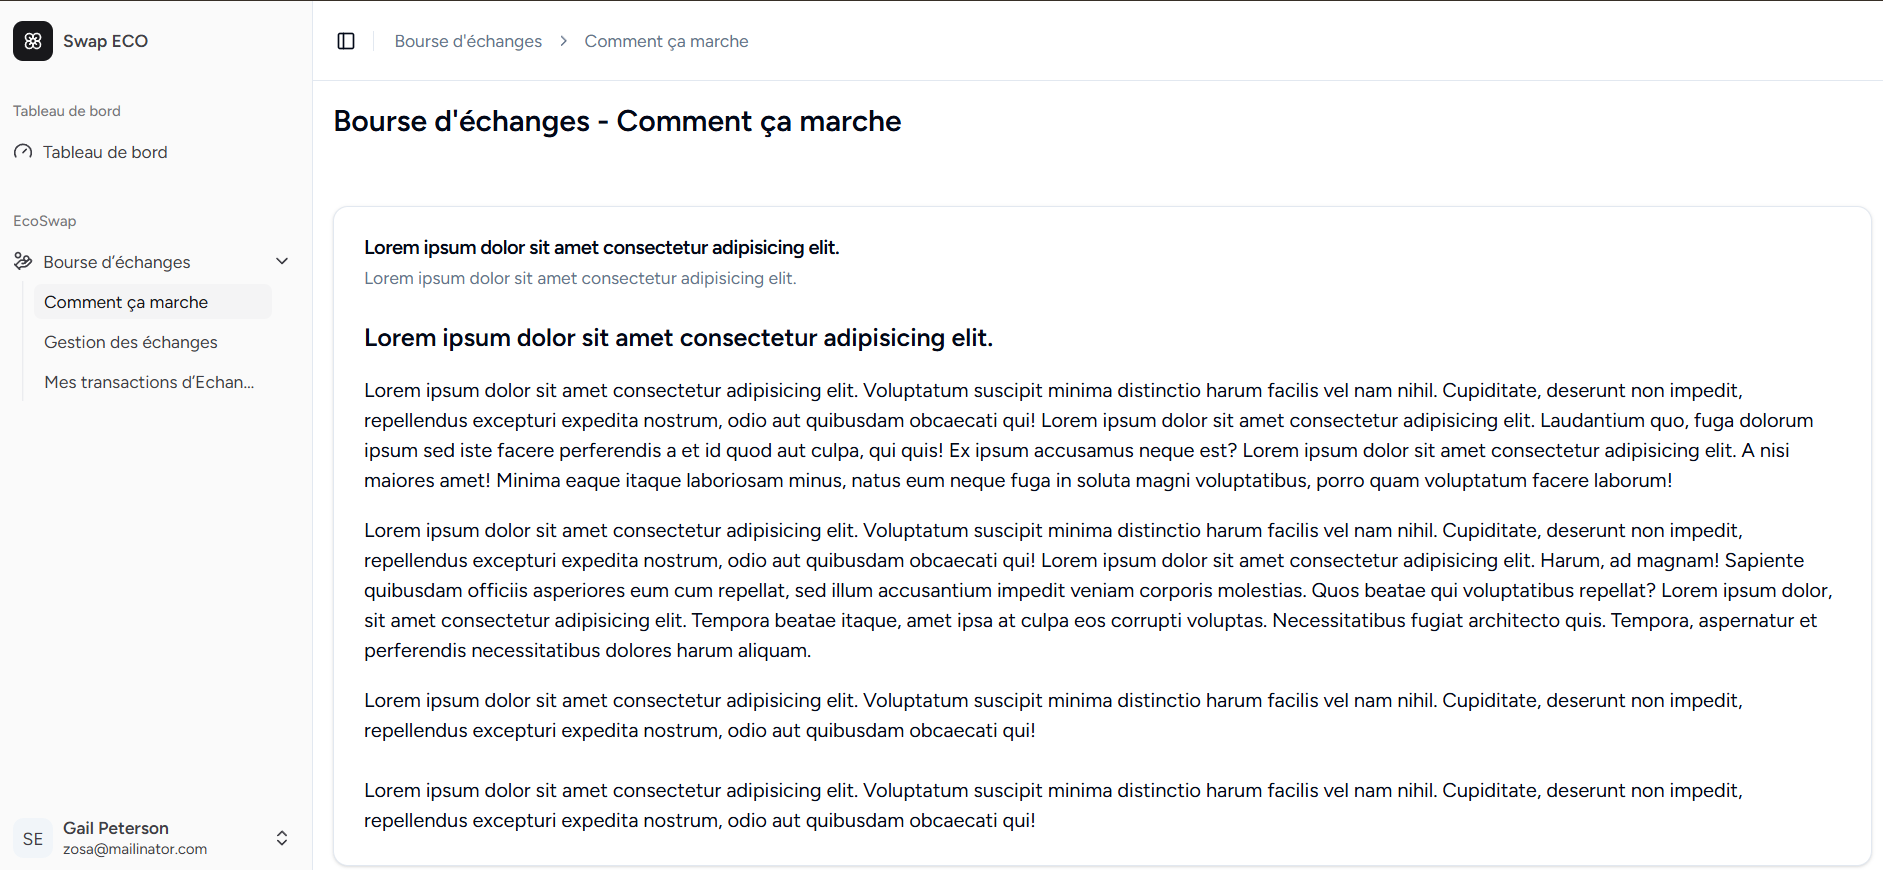 Swap ECO
Bourse d'échanges
Comment ça marche
Tableau de bord
Tableau de bord
EcoSwap
Bourse d’échanges
Comment ça marche
Gestion des échanges
Mes transactions d’Echan...
SE
Gail Peterson
zosa@mailinator.com
Bourse d'échanges - Comment ça marche
Lorem ipsum dolor sit amet consectetur adipisicing elit.
Lorem ipsum dolor sit amet consectetur adipisicing elit.
Lorem ipsum dolor sit amet consectetur adipisicing elit.
Lorem ipsum dolor sit amet consectetur adipisicing elit. Voluptatum suscipit minima distinctio harum facilis vel nam nihil. Cupiditate, deserunt non impedit,
repellendus excepturi expedita nostrum, odio aut quibusdam obcaecati qui! Lorem ipsum dolor sit amet consectetur adipisicing elit. Laudantium quo, fuga dolorum
ipsum sed iste facere perferendis a et id quod aut culpa, qui quis! Ex ipsum accusamus neque est? Lorem ipsum dolor sit amet consectetur adipisicing elit. A nisi
maiores amet! Minima eaque itaque laboriosam minus, natus eum neque fuga in soluta magni voluptatibus, porro quam voluptatum facere laborum!
Lorem ipsum dolor sit amet consectetur adipisicing elit. Voluptatum suscipit minima distinctio harum facilis vel nam nihil. Cupiditate, deserunt non impedit,
repellendus excepturi expedita nostrum, odio aut quibusdam obcaecati qui! Lorem ipsum dolor sit amet consectetur adipisicing elit. Harum, ad magnam! Sapiente
quibusdam officiis asperiores eum cum repellat, sed illum accusantium impedit veniam corporis molestias. Quos beatae qui voluptatibus repellat? Lorem ipsum dolor,
sit amet consectetur adipisicing elit. Tempora beatae itaque, amet ipsa at culpa eos corrupti voluptas. Necessitatibus fugiat architecto quis. Tempora, aspernatur et
perferendis necessitatibus dolores harum aliquam.
Lorem ipsum dolor sit amet consectetur adipisicing elit. Voluptatum suscipit minima distinctio harum facilis vel nam nihil. Cupiditate, deserunt non impedit,
repellendus excepturi expedita nostrum, odio aut quibusdam obcaecati qui!
Lorem ipsum dolor sit amet consectetur adipisicing elit. Voluptatum suscipit minima distinctio harum facilis vel nam nihil. Cupiditate, deserunt non impedit,
repellendus excepturi expedita nostrum, odio aut quibusdam obcaecati qui!